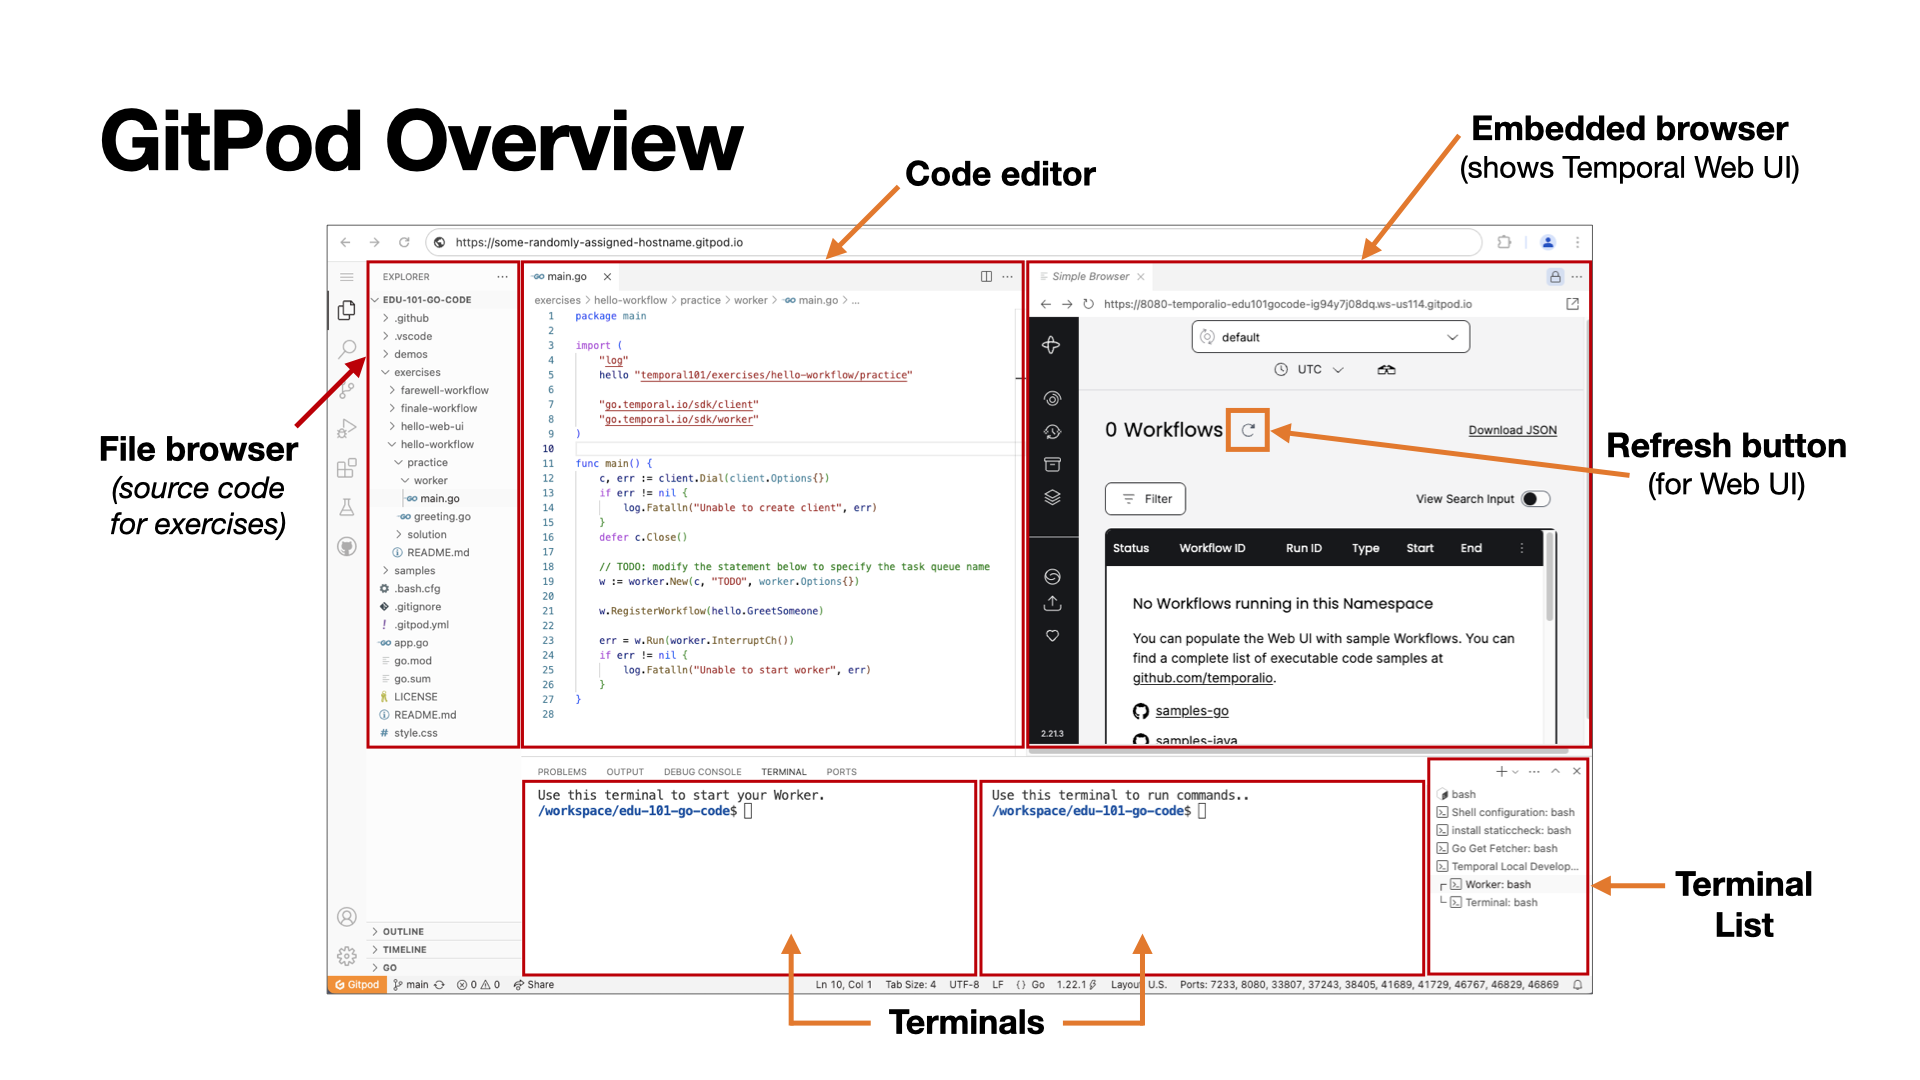 GitPod Overview
Code editor
Embedded browser
(shows Temporal Web UI)
File browser
(source code
for exercises)
Refresh button
(for Web UI)
Terminal
List
Terminals
https://some-randomly-assigned-hostname.gitpod.io
EXPLORER
EDU-101-GO-CODE
.github
.vscode
demos
exercises
farewell-workflow
finale-workflow
hello-web-ui
hello-workflow
practice
worker
main.go
greeting.go
solution
README.md
samples
.bash.cfg
.gitignore
.gitpod.yml
app.go
go.mod
go.sum
LICENSE
README.md
style.css
OUTLINE
TIMELINE
GO
main.go
exercises > hello-workflow > practice > worker > main.go > ...
1 package main
2
3 import (
4 "log"
5 hello "temporal101/exercises/hello-workflow/practice"
6
7 "go.temporal.io/sdk/client"
8 "go.temporal.io/sdk/worker"
9 )
10
11 func main() {
12 c, err := client.Dial(client.Options{})
13 if err != nil {
14 log.Fatalln("Unable to create client", err)
15 }
16 defer c.Close()
17
18 // TODO: modify the statement below to specify the task queue name
19 w := worker.New(c, "TODO", worker.Options{})
20
21 w.RegisterWorkflow(hello.GreetSomeone)
22
23 err = w.Run(worker.InterruptCh())
24 if err != nil {
25 log.Fatalln("Unable to start worker", err)
26 }
27 }
28
Simple Browser
https://8080-temporalio-edu101gocode-ig94y7j08dq.ws-us114.gitpod.io
default
UTC
0 Workflows
Download JSON
Filter
View Search Input
Status Workflow ID Run ID Type Start End
No Workflows running in this Namespace
You can populate the Web UI with sample Workflows. You can
find a complete list of executable code samples at
github.com/temporalio.
samples-go
samples-java
2.21.3
PROBLEMS OUTPUT DEBUG CONSOLE TERMINAL PORTS
Use this terminal to start your Worker.
/workspace/edu-101-go-code$
Use this terminal to run commands..
/workspace/edu-101-go-code$
bash
Shell configuration: bash
install staticcheck: bash
Go Get Fetcher: bash
Temporal Local Develop...
Worker: bash
Terminal: bash
Gitpod main 0 0 Share
Ln 10, Col 1 Tab Size: 4 UTF-8 LF {} Go 1.22.1 Layou U.S. Ports: 7233, 8080, 33807, 37243, 38405, 41689, 41729, 46767, 46829, 46869